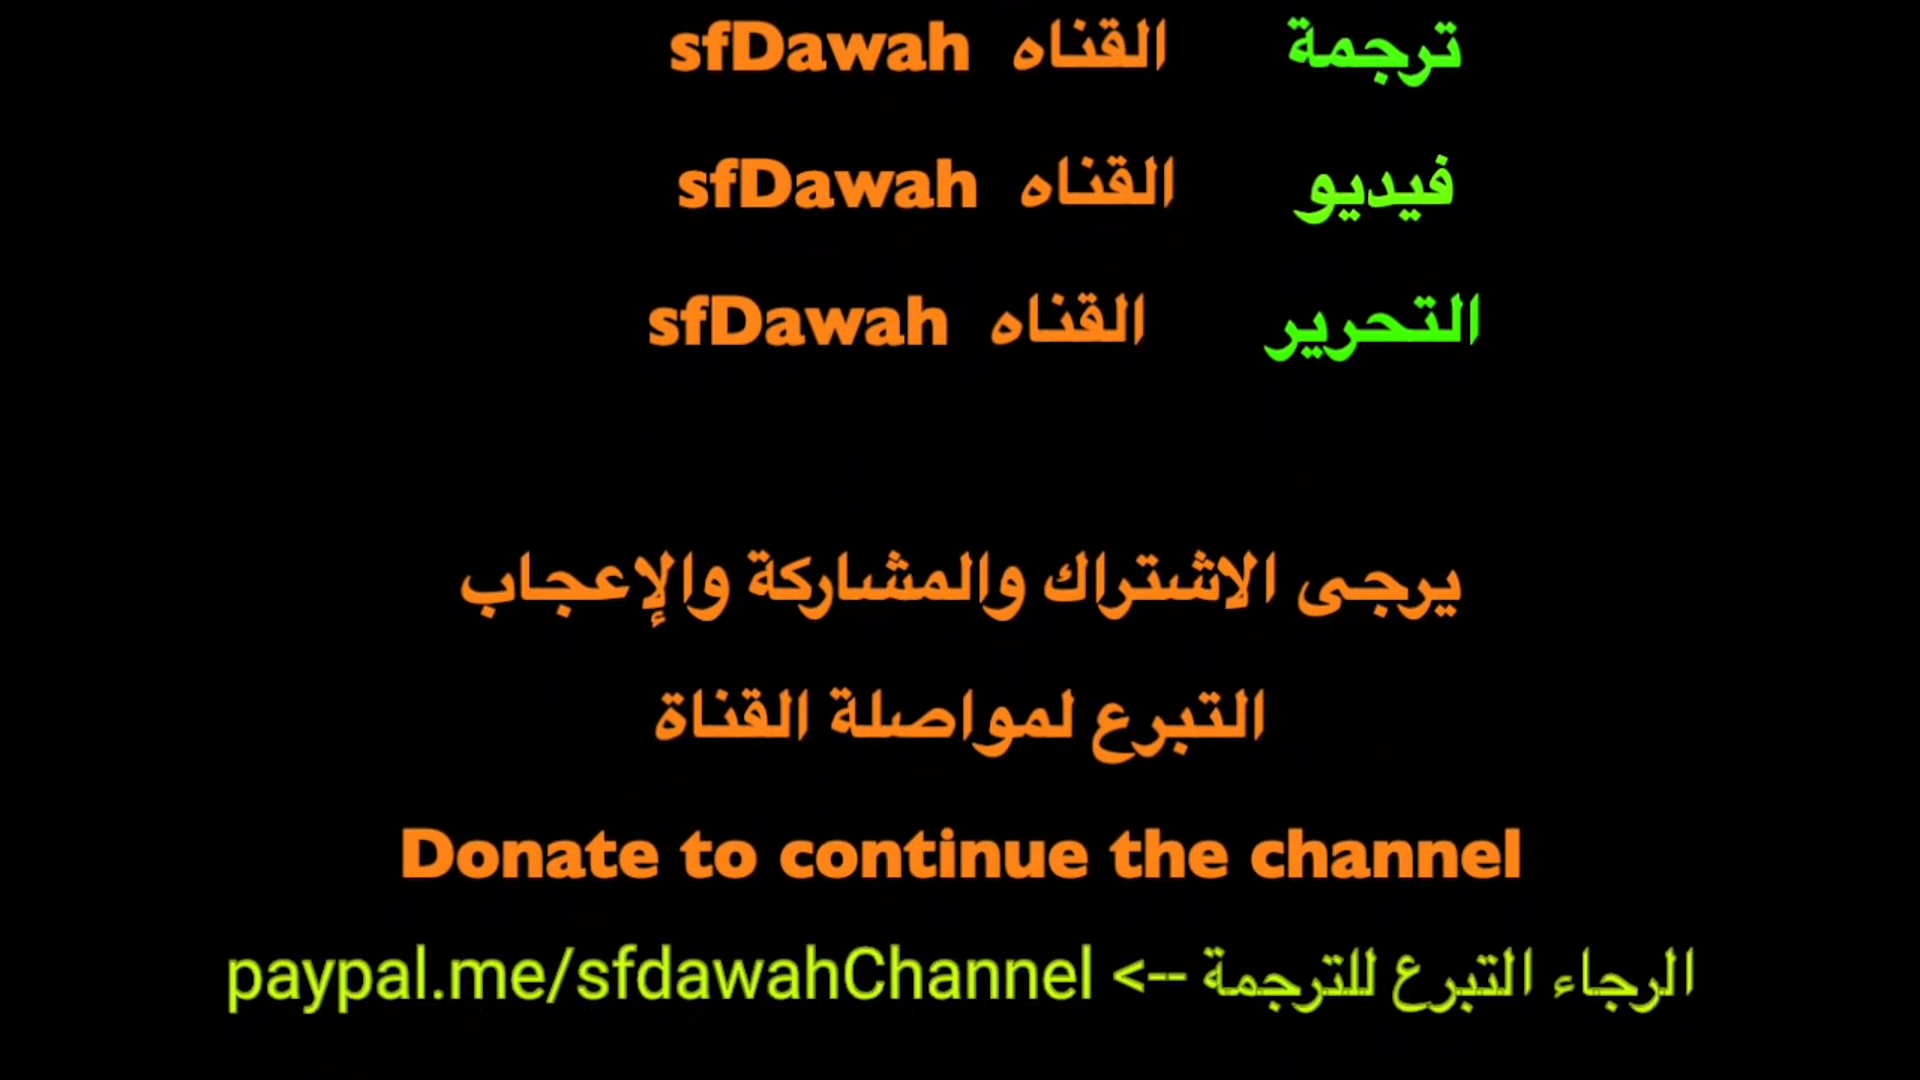 ترجمة القناه sfDawah
فيديو القناه sfDawah
التحرير القناه sfDawah
يرجى الاشتراك والمشاركة والإعجاب
التبرع لمواصلة القناة
Donate to continue the channel
الرجاء التبرع للترجمة --> paypal.me/sfdawahChannel